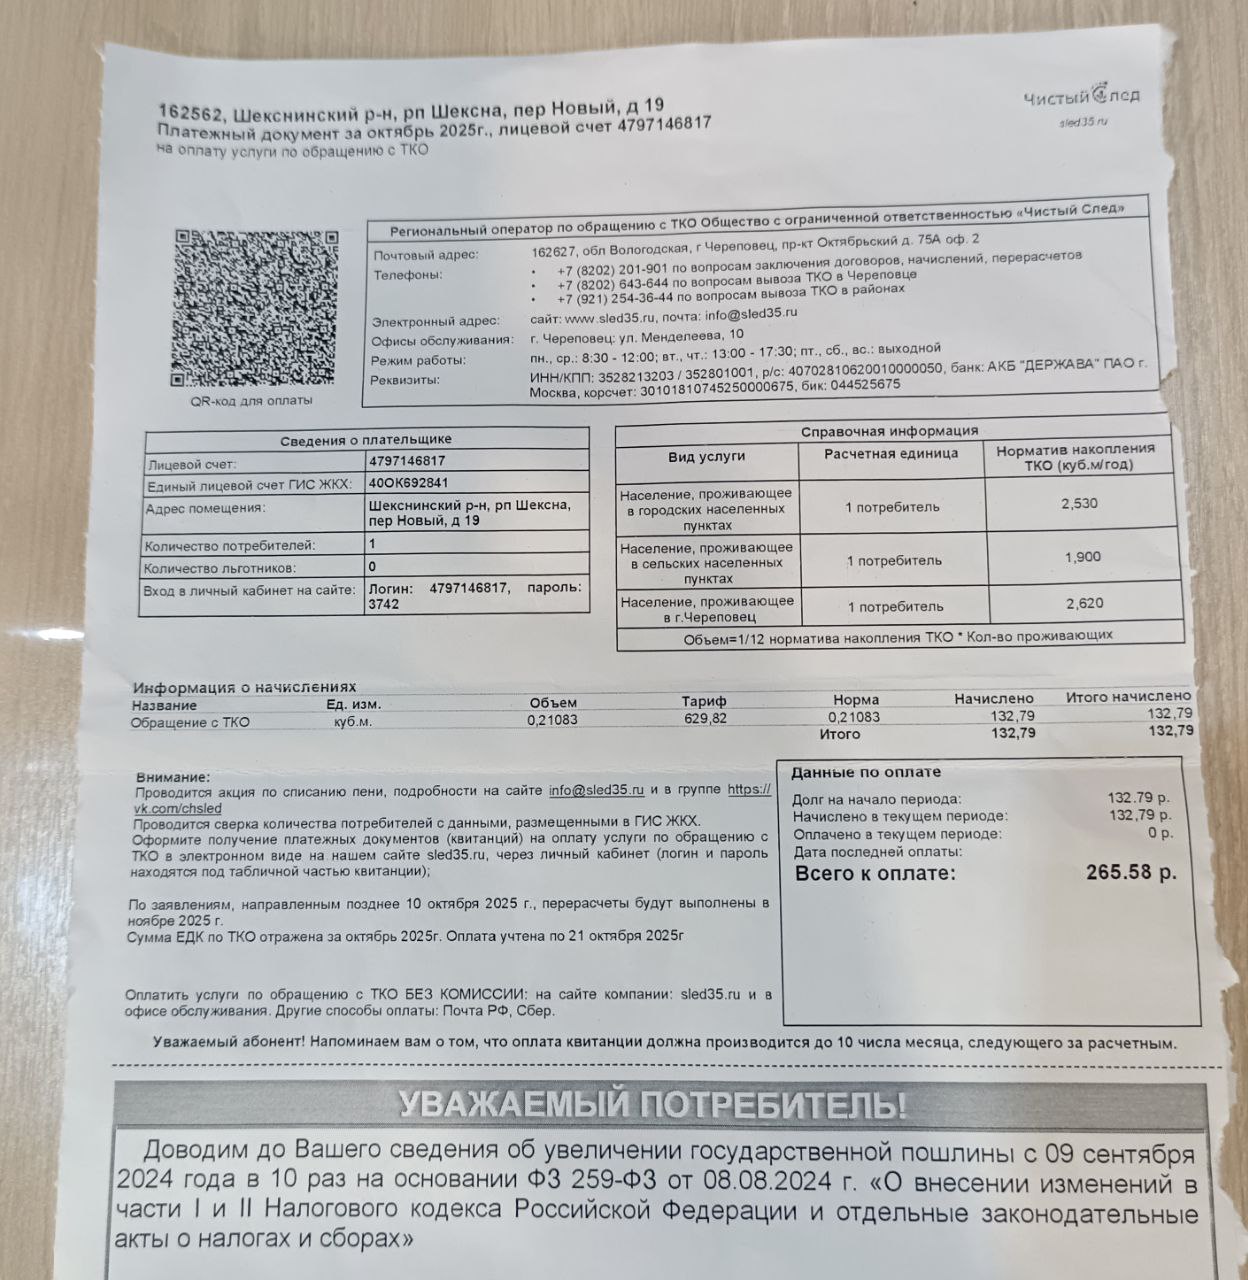 162562, Шекснинский р-н, рп Шексна, пер Новый, д 19
Платежный документ за октябрь 2025г., лицевой счет 4797146817
на оплату услуги по обращению с ТКО
Чистый След
sled35.ru
QR-код для оплаты
Региональный оператор по обращению с ТКО Общество с ограниченной ответственностью «Чистый След»
Почтовый адрес: 162627, обл Вологодская, г Череповец, пр-кт Октябрьский д. 75А оф. 2
Телефоны: • +7 (8202) 201-901 по вопросам заключения договоров, начислений, перерасчетов
• +7 (8202) 643-644 по вопросам вывоза ТКО в Череповце
• +7 (921) 254-36-44 по вопросам вывоза ТКО в районах
Электронный адрес: сайт: www.sled35.ru, почта: info@sled35.ru
Офисы обслуживания: г. Череповец: ул. Менделеева, 10
Режим работы: пн., ср.: 8:30 - 12:00; вт., чт.: 13:00 - 17:30; пт., сб., вс.: выходной
Реквизиты: ИНН/КПП: 3528213203 / 352801001, р/с: 40702810620010000050, банк: АКБ "ДЕРЖАВА" ПАО г.
Москва, корсчет: 30101810745250000675, бик: 044525675
Сведения о плательщике
Лицевой счет: 4797146817
Единый лицевой счет ГИС ЖКХ: 40ОК692841
Адрес помещения: Шекснинский р-н, рп Шексна,
пер Новый, д 19
Количество потребителей: 1
Количество льготников: 0
Вход в личный кабинет на сайте: Логин: 4797146817, пароль:
3742
Справочная информация
Вид услуги Расчетная единица Норматив накопления
ТКО (куб.м/год)
Население, проживающее
в городских населенных
пунктах 1 потребитель 2,530
Население, проживающее
в сельских населенных
пунктах 1 потребитель 1,900
Население, проживающее
в г.Череповец 1 потребитель 2,620
Объем=1/12 норматива накопления ТКО * Кол-во проживающих
Информация о начислениях
Название Ед. изм. Объем Тариф Норма Начислено Итого начислено
Обращение с ТКО куб.м. 0,21083 629,82 0,21083 132,79 132,79
Итого 132,79 132,79
Внимание:
Проводится акция по списанию пени, подробности на сайте info@sled35.ru и в группе https://
vk.com/chsled
Проводится сверка количества потребителей с данными, размещенными в ГИС ЖКХ.
Оформите получение платежных документов (квитанций) на оплату услуги по обращению с
ТКО в электронном виде на нашем сайте sled35.ru, через личный кабинет (логин и пароль
находятся под табличной частью квитанции);
По заявлениям, направленным позднее 10 октября 2025 г., перерасчеты будут выполнены в
ноябре 2025 г.
Сумма ЕДК по ТКО отражена за октябрь 2025г. Оплата учтена по 21 октября 2025г
Оплатить услуги по обращению с ТКО БЕЗ КОМИССИИ: на сайте компании: sled35.ru и в
офисе обслуживания. Другие способы оплаты: Почта РФ, Сбер.
Данные по оплате
Долг на начало периода: 132.79 р.
Начислено в текущем периоде: 132,79 р.
Оплачено в текущем периоде: 0 р.
Дата последней оплаты:
Всего к оплате: 265.58 р.
Уважаемый абонент! Напоминаем вам о том, что оплата квитанции должна производится до 10 числа месяца, следующего за расчетным.
УВАЖАЕМЫЙ ПОТРЕБИТЕЛЬ!
Доводим до Вашего сведения об увеличении государственной пошлины с 09 сентября
2024 года в 10 раз на основании ФЗ 259-ФЗ от 08.08.2024 г. «О внесении изменений в
части I и II Налогового кодекса Российской Федерации и отдельные законодательные
акты о налогах и сборах»